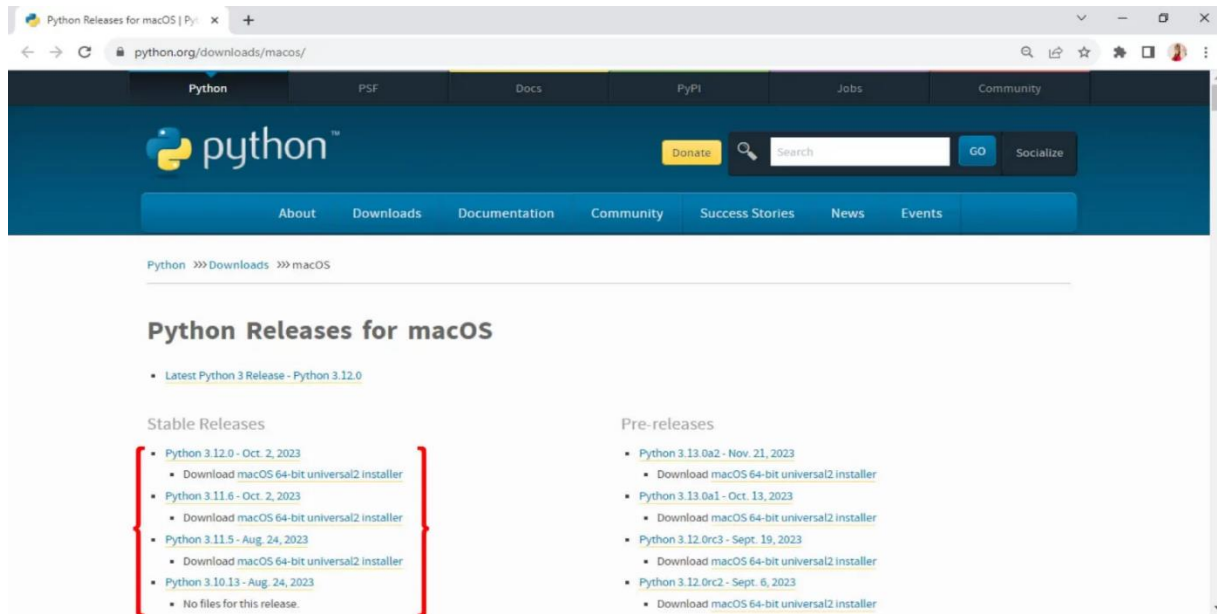 Python Releases for macOS | Pyt
python.org/downloads/macos/
Python PSF Docs PyPI Jobs Community
python™
Donate Search GO Socialize
About Downloads Documentation Community Success Stories News Events
Python >>> Downloads >>> macOS
Python Releases for macOS
Latest Python 3 Release - Python 3.12.0
Stable Releases
Python 3.12.0 - Oct. 2, 2023
Download macOS 64-bit universal2 installer
Python 3.11.6 - Oct. 2, 2023
Download macOS 64-bit universal2 installer
Python 3.11.5 - Aug. 24, 2023
Download macOS 64-bit universal2 installer
Python 3.10.13 - Aug. 24, 2023
No files for this release.
Pre-releases
Python 3.13.0a2 - Nov. 21, 2023
Download macOS 64-bit universal2 installer
Python 3.13.0a1 - Oct. 13, 2023
Download macOS 64-bit universal2 installer
Python 3.12.0rc3 - Sept. 19, 2023
Download macOS 64-bit universal2 installer
Python 3.12.0rc2 - Sept. 6, 2023
Download macOS 64-bit universal2 installer